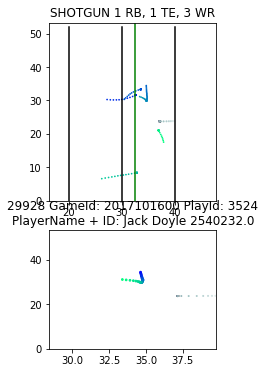 SHOTGUN 1 RB, 1 TE, 3 WR
50
40
30
20
10
0
20 30 40
29928 GameId: 2017101600 PlayId: 3524
PlayerName + ID: Jack Doyle 2540232.0
40
20
0
30.0 32.5 35.0 37.5